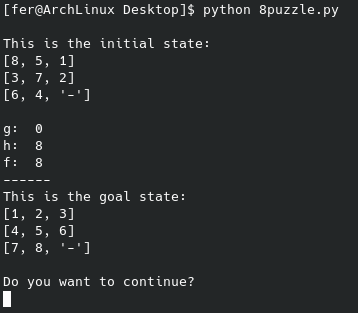 [fer@ArchLinux Desktop]$ python 8puzzle.py
This is the initial state:
[8, 5, 1]
[3, 7, 2]
[6, 4, '-']
g:  0
h:  8
f:  8
------
This is the goal state:
[1, 2, 3]
[4, 5, 6]
[7, 8, '-']
Do you want to continue?